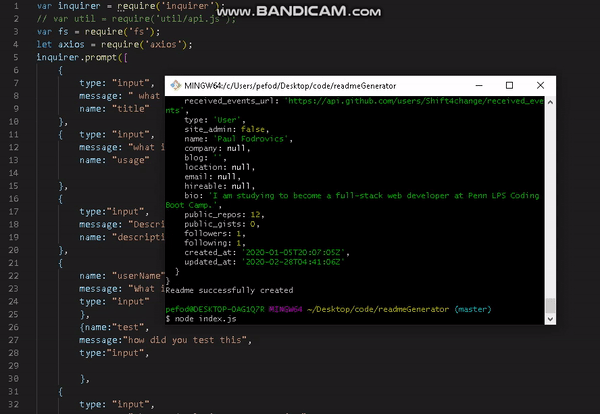 www.BANDICAM.com
1 var inquirer = require('inquirer');
2 // var util = require('util/api.js');
3 var fs = require('fs');
4 let axios = require('axios');
5 inquirer.prompt([
6 {
7 type: "input",
8 message: " what
9 name: "title"
10 },
11 { type: "input",
12 message: "what i
13 name: "usage"
14
15 },
16 {
17 type:"input",
18 message: "Descri
19 name: "descripti
20 },
21 {
22 name: "userName"
23 message: "What i
24 type: "input"
25 },
26 {name:"test",
27 message:"how did you test this",
28 type:"input",
29
30 },
31 {
32 type: "input",
MINGW64:/c/Users/pefod/Desktop/code/readmeGenerator
received_events_url: 'https://api.github.com/users/Shift4change/received_eve
nts',
type: 'User',
site_admin: false,
name: 'Paul Fodrovics',
company: null,
blog: '',
location: null,
email: null,
hireable: null,
bio: 'I am studying to become a full-stack web developer at Penn LPS Coding
Boot Camp.',
public_repos: 12,
public_gists: 0,
followers: 1,
following: 1,
created_at: '2020-01-05T20:07:05Z',
updated_at: '2020-02-28T04:41:06Z'
}
}
Readme successfully created
pefod@DESKTOP-OAG1Q7R MINGW64 ~/Desktop/code/readmeGenerator (master)
$ node index.js